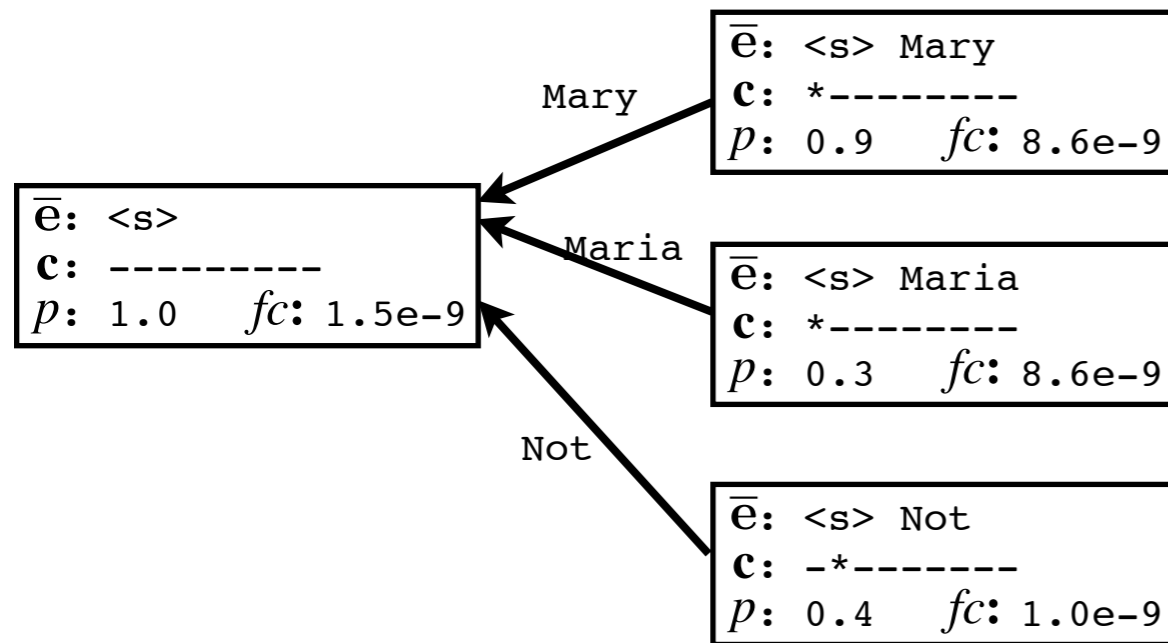 e̅: <s> Mary
c: *--------
p: 0.9 fc: 8.6e-9
Mary
e̅: <s>
c: ---------
p: 1.0 fc: 1.5e-9
Maria
e̅: <s> Maria
c: *--------
p: 0.3 fc: 8.6e-9
Not
e̅: <s> Not
c: -*-------
p: 0.4 fc: 1.0e-9